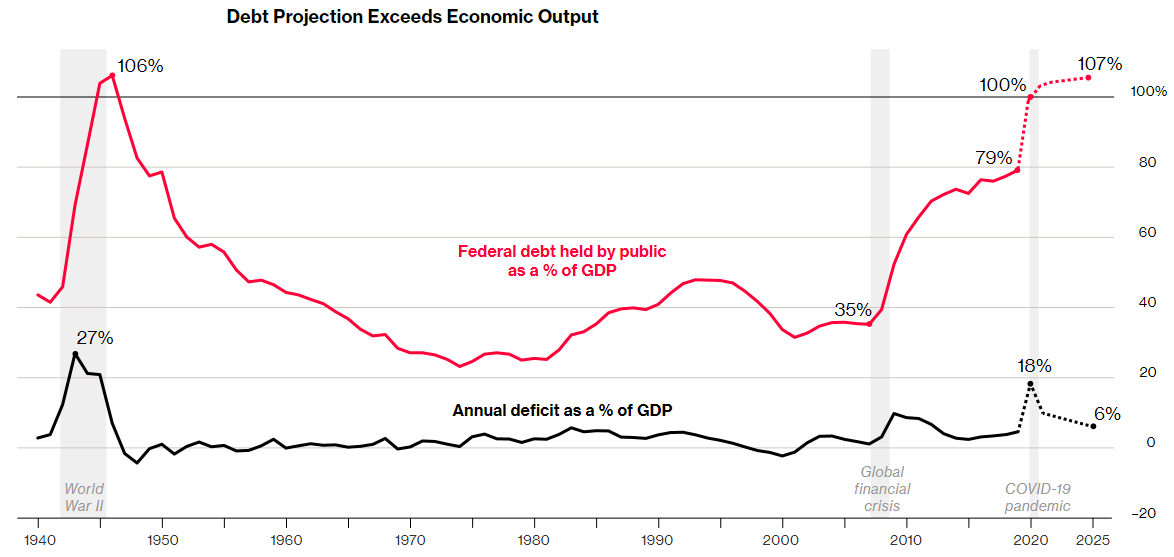 Debt Projection Exceeds Economic Output
106%
107%
100%
100%
79%
80
60
Federal debt held by public
as a % of GDP
40
35%
27%
20
18%
Annual deficit as a % of GDP
6%
0
World
War II
Global
financial
crisis
COVID-19
pandemic
−20
1940
1950
1960
1970
1980
1990
2000
2010
2020
2025